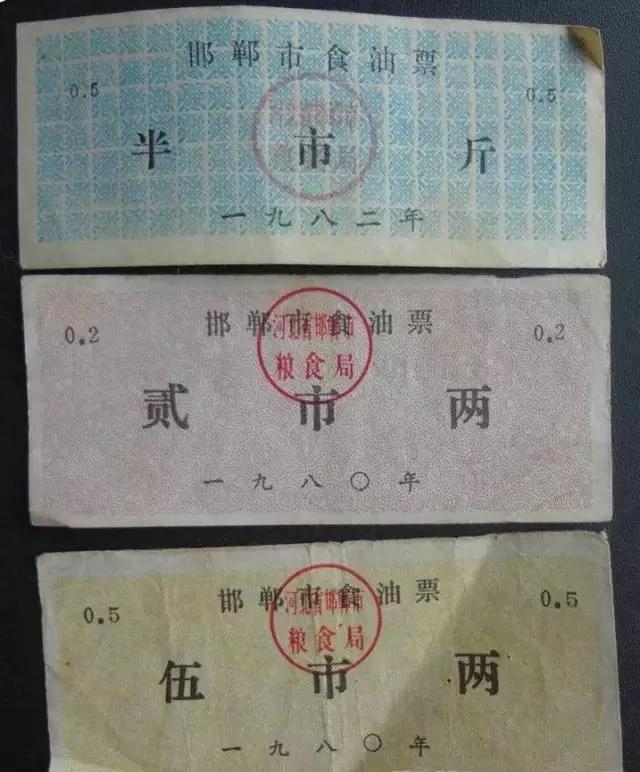 邯郸市食油票
0.5 0.5
半市斤
一九八二年
邯郸市食油票
0.2 0.2
河北省邯郸市
粮食局
贰市两
一九八〇年
邯郸市食油票
0.5 0.5
河北省邯郸市
粮食局
伍市两
一九八〇年